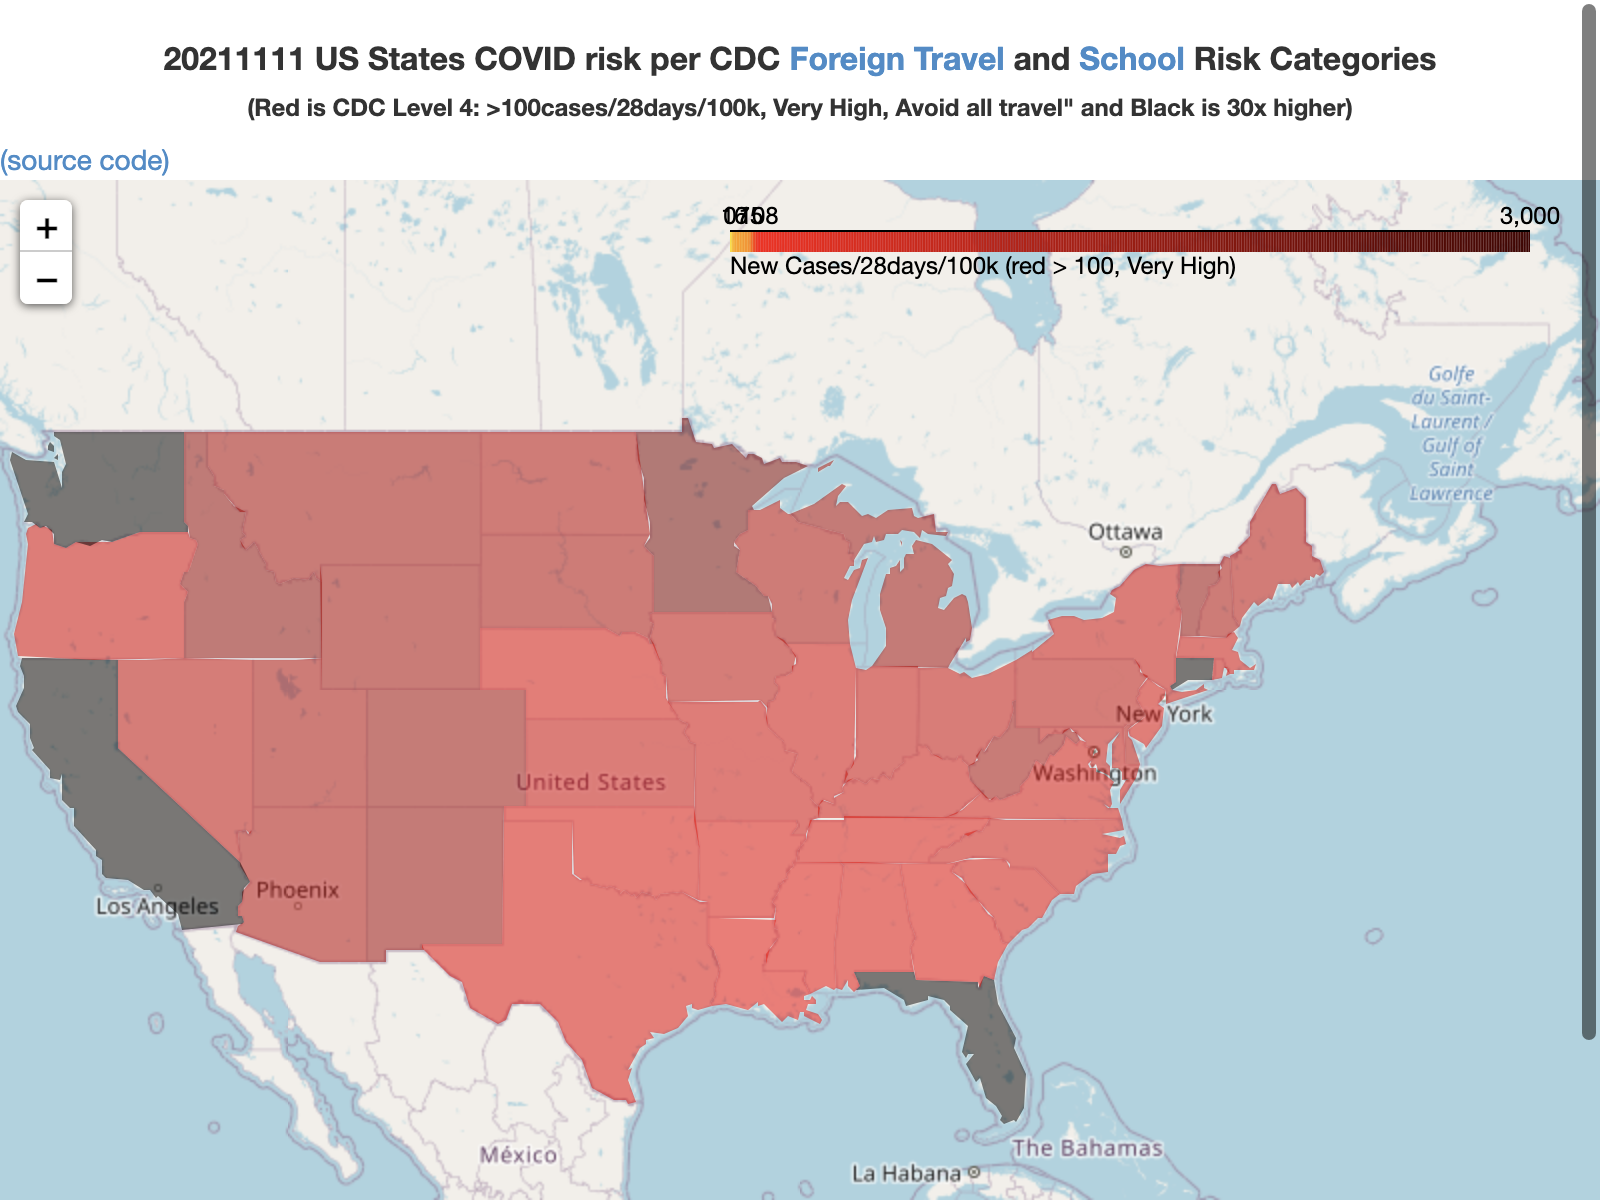 20211111 US States COVID risk per CDC Foreign Travel and School Risk Categories
(Red is CDC Level 4: >100cases/28days/100k, Very High, Avoid all travel" and Black is 30x higher)
(source code)
+
−
3,000
New Cases/28days/100k (red > 100, Very High)
Golfe
du Saint-
Laurent /
Gulf of
Saint
Lawrence
Ottawa
New York
Washington
United States
Phoenix
Los Angeles
The Bahamas
México
La Habana